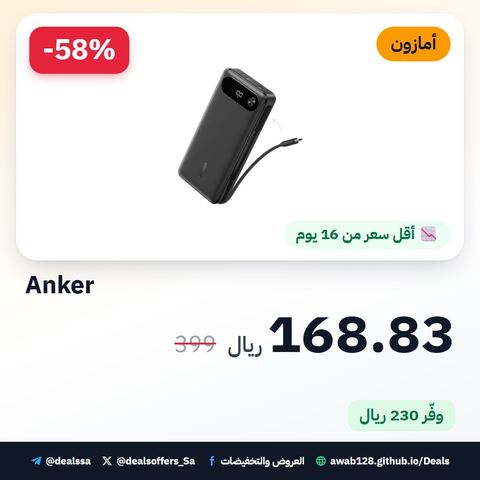 -58%
أمازون
أقل سعر من 16 يوم
Anker
168.83 ريال 399
وفّر 230 ريال
@dealssa @dealsoffers_Sa العروض والتخفيضات awab128.github.io/Deals